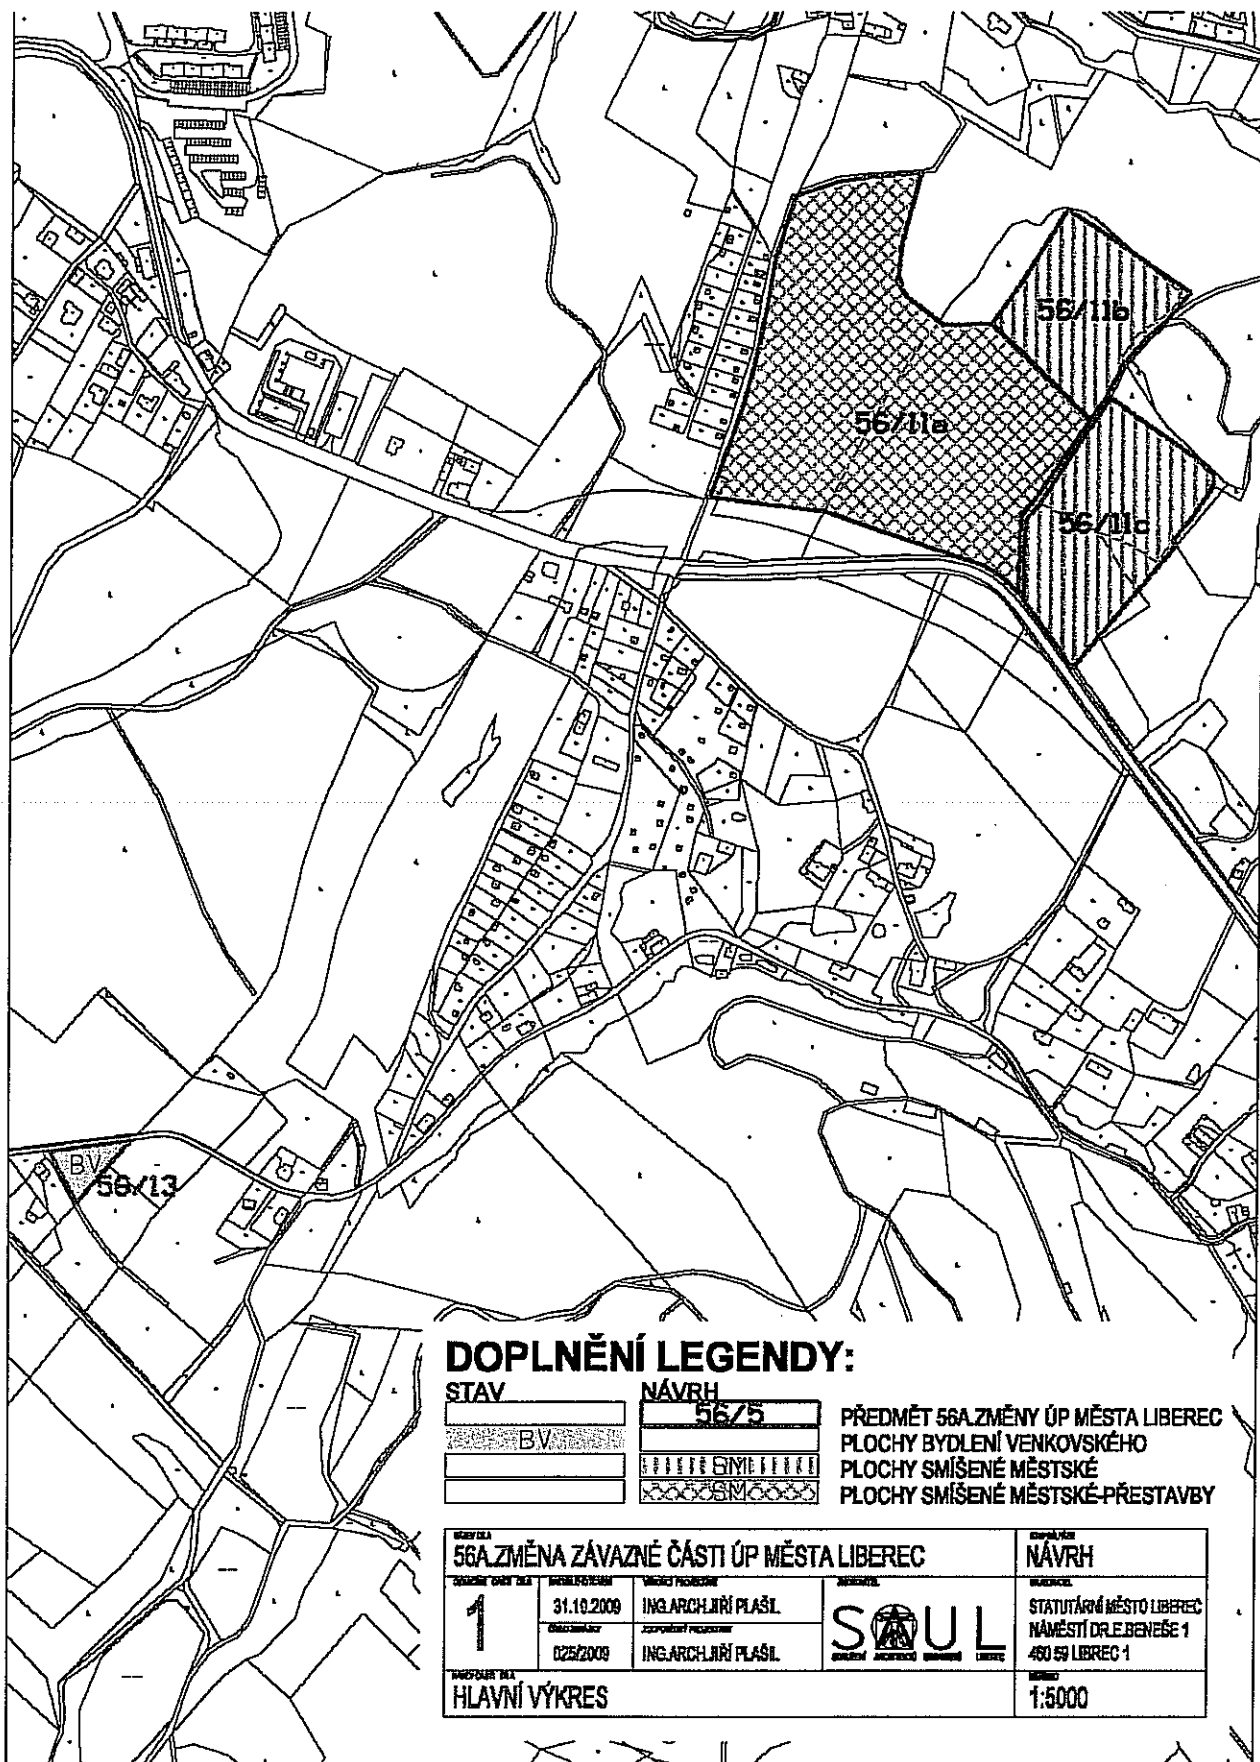 56/11b
56/11a
56/11c
BV
56/13
DOPLNĚNÍ LEGENDY:
STAV NÁVRH
56/5 PŘEDMĚT 56A.ZMĚNY ÚP MĚSTA LIBEREC
BV PLOCHY BYDLENÍ VENKOVSKÉHO
SM PLOCHY SMÍŠENÉ MĚSTSKÉ
SM PLOCHY SMÍŠENÉ MĚSTSKÉ-PŘESTAVBY
56A.ZMĚNA ZÁVAZNÉ ČÁSTI ÚP MĚSTA LIBEREC
NÁVRH
1
31.10.2009 ING.ARCH.JIŘÍ PLAŠIL
025/2009 ING.ARCH.JIŘÍ PLAŠIL
SAUL
STATUTÁRNÍ MĚSTO LIBEREC
NÁMĚSTÍ DR.E.BENEŠE 1
460 59 LIBEREC 1
HLAVNÍ VÝKRES
1:5000